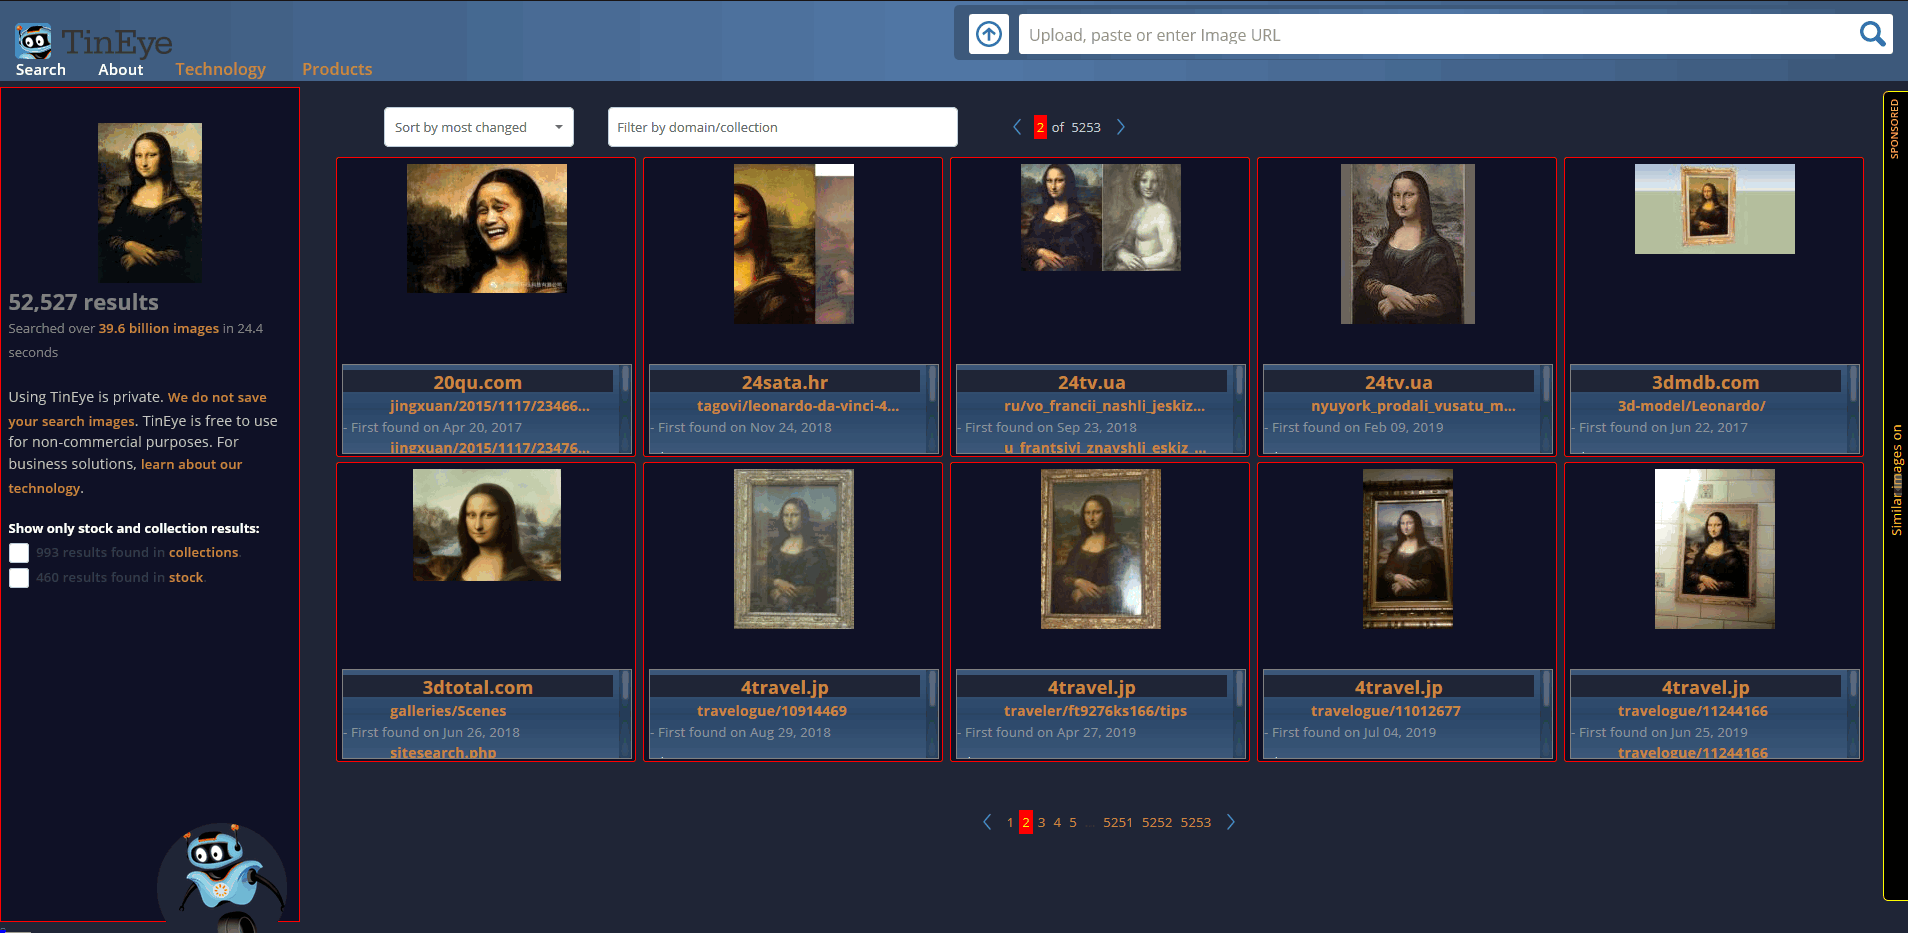 TinEye
Upload, paste or enter Image URL
Search About Technology Products
SPONSORED
Sort by most changed
Filter by domain/collection
2 of 5253
52,527 results
Searched over 39.6 billion images in 24.4
seconds
Using TinEye is private. We do not save
your search images. TinEye is free to use
for non-commercial purposes. For
business solutions, learn about our
technology.
Show only stock and collection results:
993 results found in collections.
460 results found in stock.
20qu.com
jingxuan/2015/1117/23466...
- First found on Apr 20, 2017
jingxuan/2015/1117/23476...
24sata.hr
tagovi/leonardo-da-vinci-4...
- First found on Nov 24, 2018
24tv.ua
ru/vo_francii_nashli_jeskiz...
- First found on Sep 23, 2018
u_frantsiyi_znayshli_eskiz_...
24tv.ua
nyuyork_prodali_vusatu_m...
- First found on Feb 09, 2019
3dmdb.com
3d-model/Leonardo/
- First found on Jun 22, 2017
3dtotal.com
galleries/Scenes
- First found on Jun 26, 2018
sitesearch.php
4travel.jp
travelogue/10914469
- First found on Aug 29, 2018
4travel.jp
traveler/ft9276ks166/tips
- First found on Apr 27, 2019
4travel.jp
travelogue/11012677
- First found on Jul 04, 2019
4travel.jp
travelogue/11244166
- First found on Jun 25, 2019
travelogue/11244166
Similar images on
1 2 3 4 5 ... 5251 5252 5253